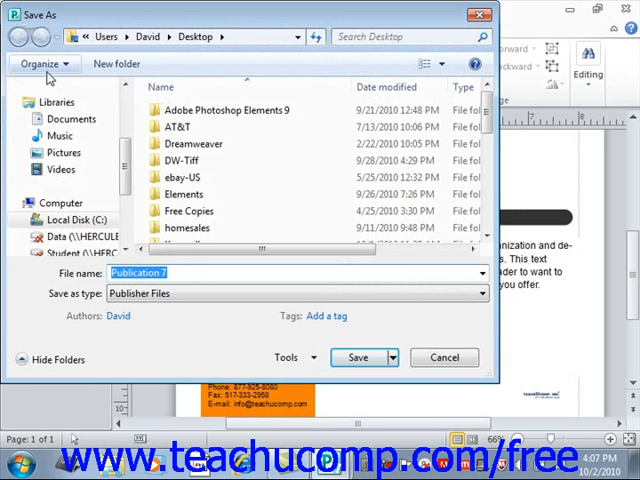 Save As
Users ▸ David ▸ Desktop ▸
Search Desktop
Organize
New folder
Name
Date modified
Type
Libraries
Documents
Music
Pictures
Videos
Computer
Local Disk (C:)
Data (\\HERCULE
Student (\\HERC
Adobe Photoshop Elements 9 9/21/2010 12:48 PM File fol
AT&T 7/13/2010 10:06 PM File fol
Dreamweaver 2/22/2010 10:05 PM File fol
DW-Tiff 9/28/2010 4:29 PM File fol
ebay-US 5/25/2010 12:32 PM File fol
Elements 9/26/2010 7:26 PM File fol
Free Copies 4/25/2010 3:30 PM File fol
homesales 9/11/2010 9:48 PM File fol
File name: Publication 7
Save as type: Publisher Files
Authors: David
Tags: Add a tag
Hide Folders
Tools
Save
Cancel
Editing
7
8
anization and de-
s. This text
ader to want to
you offer.
Phone: 877-925-8080
Fax: 517-333-2958
E-mail: info@teachucomp.com
10
TEACHUCOMP, INC.
Page: 1 of 1
66%
www.teachucomp.com/free
4:07 PM
10/2/2010